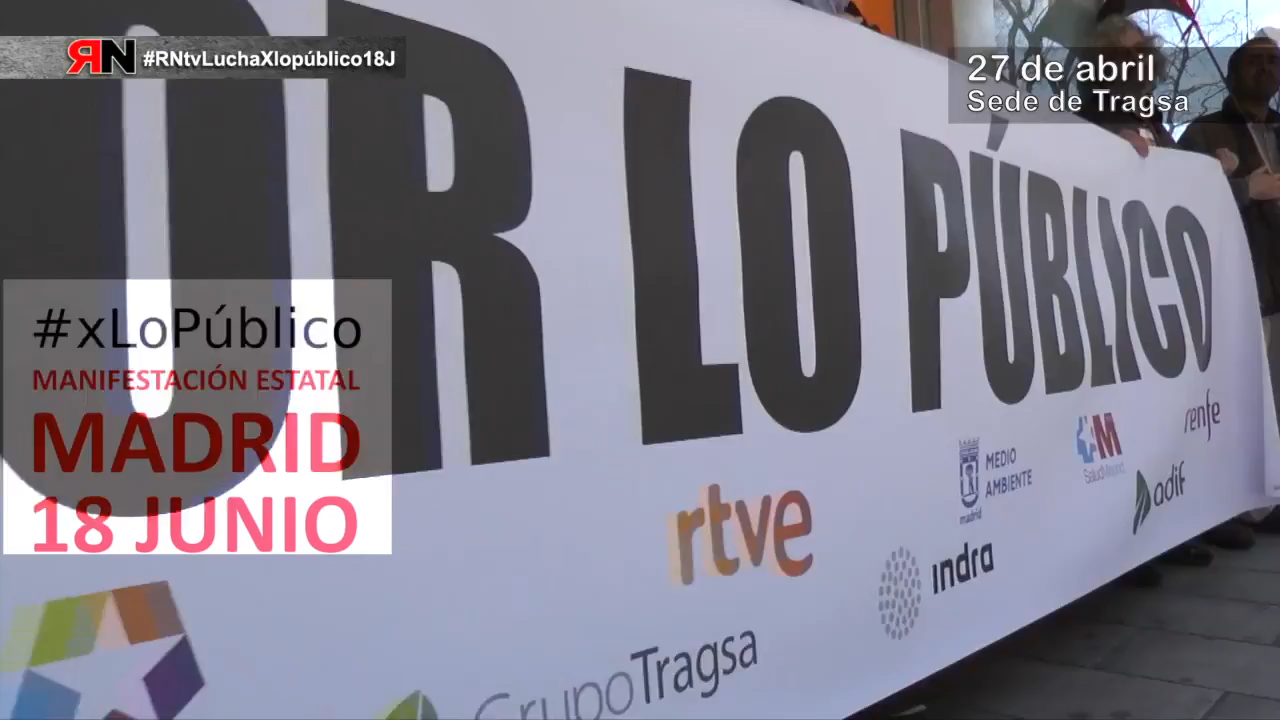 RN #RNtvLuchaXlopúblico18J
27 de abril
Sede de Tragsa
OR LO PÚBLICO
#xLoPúblico
MANIFESTACIÓN ESTATAL
MADRID
18 JUNIO
rtve
MEDIO
AMBIENTE
madrid
M
SaludMadrid
renfe
adif
indra
GrupoTragsa